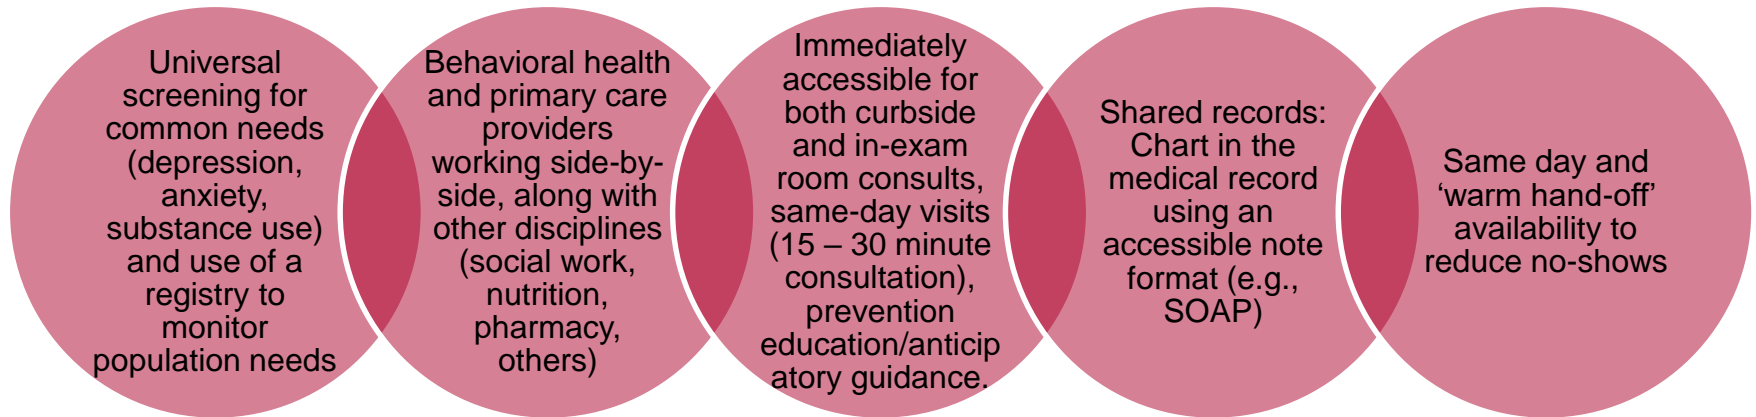 Universal
screening for
common needs
(depression,
anxiety,
substance use)
and use of a
registry to
monitor
population needs
Behavioral health
and primary care
providers
working side-by-
side, along with
other disciplines
(social work,
nutrition,
pharmacy,
others)
Immediately
accessible for
both curbside
and in-exam
room consults,
same-day visits
(15 – 30 minute
consultation),
prevention
education/anticip
atory guidance.
Shared records:
Chart in the
medical record
using an
accessible note
format (e.g.,
SOAP)
Same day and
‘warm hand-off’
availability to
reduce no-shows